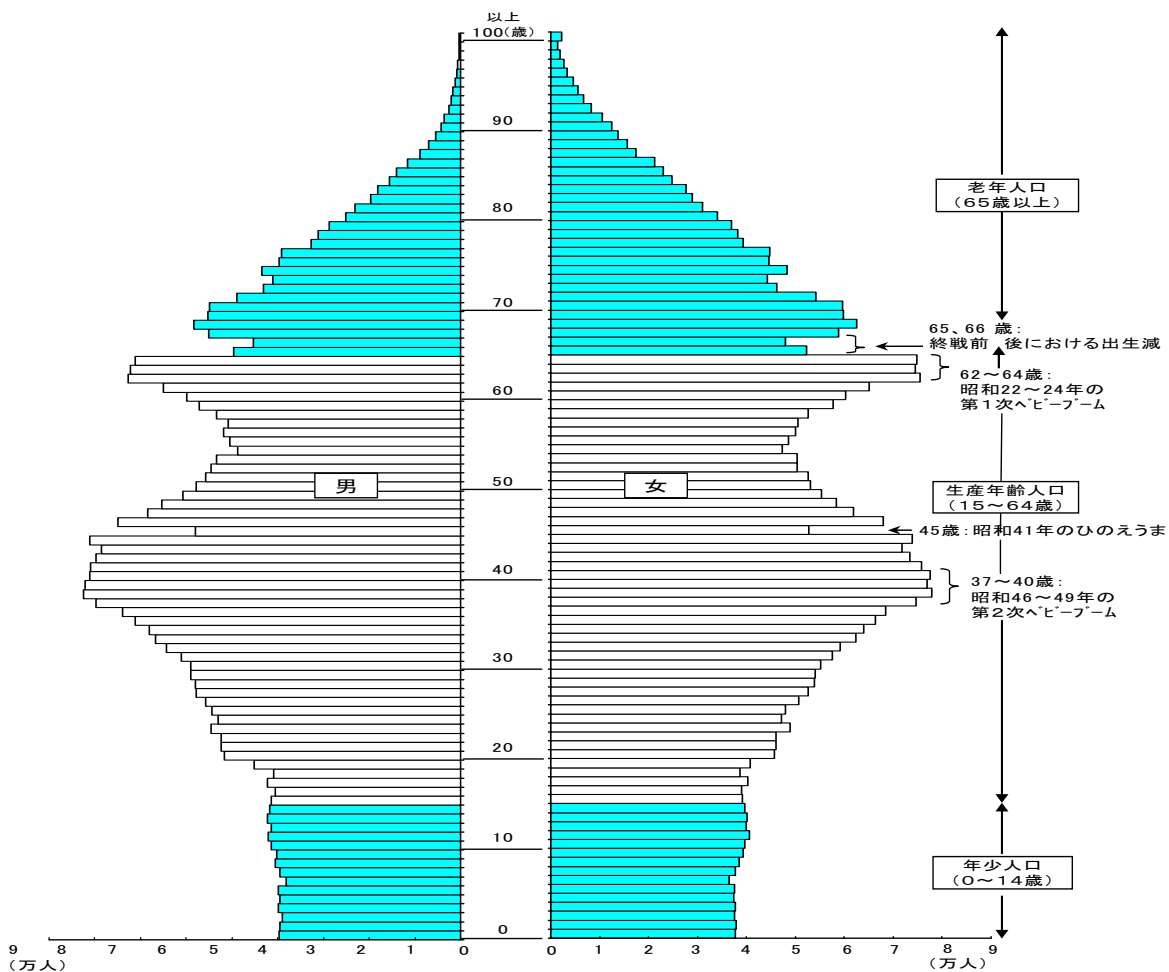 以上
100(歳)
90
80
70
60
50
40
30
20
10
0
男
女
老年人口
(65歳以上)
65、66 歳:
終戦前 後における出生減
62～64歳:
昭和22～24年の
第1次ﾍﾞﾋﾞｰﾌﾞｰﾑ
生産年齢人口
(15～64歳)
45歳:昭和41年のひのえうま
37～40歳:
昭和46～49年の
第2次ﾍﾞﾋﾞｰﾌﾞｰﾑ
年少人口
(0～14歳)
9 8 7 6 5 4 3 2 1 0
(万人)
0 1 2 3 4 5 6 7 8 9
(万人)